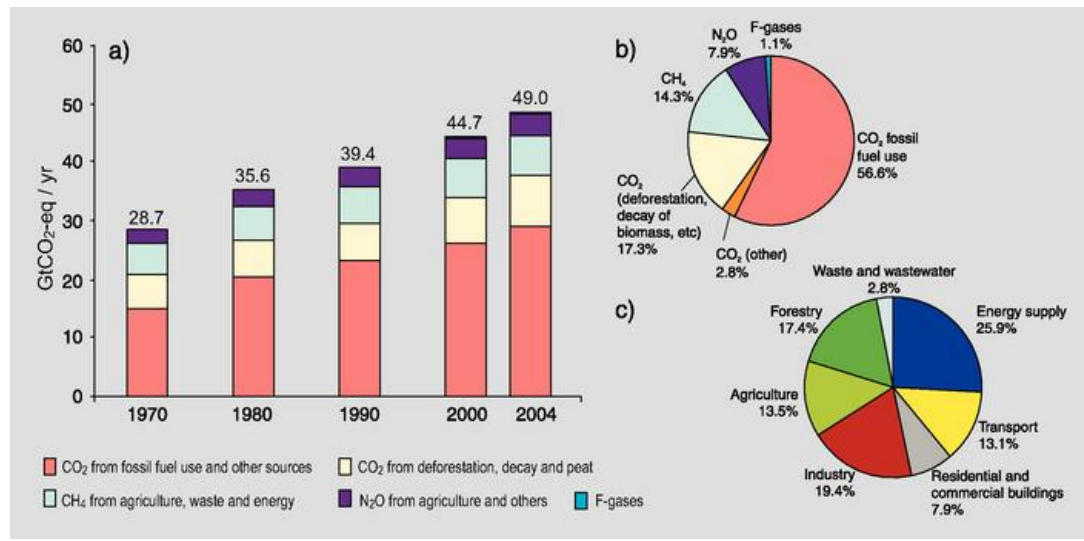 a)
GtCO₂-eq / yr
60
50
40
30
20
10
0
28.7
35.6
39.4
44.7
49.0
1970
1980
1990
2000
2004
CO₂ from fossil fuel use and other sources
CO₂ from deforestation, decay and peat
CH₄ from agriculture, waste and energy
N₂O from agriculture and others
F-gases
b)
F-gases
1.1%
N₂O
7.9%
CH₄
14.3%
CO₂ fossil
fuel use
56.6%
CO₂
(deforestation,
decay of
biomass, etc)
17.3%
CO₂ (other)
2.8%
c)
Waste and wastewater
2.8%
Forestry
17.4%
Energy supply
25.9%
Agriculture
13.5%
Transport
13.1%
Industry
19.4%
Residential and
commercial buildings
7.9%